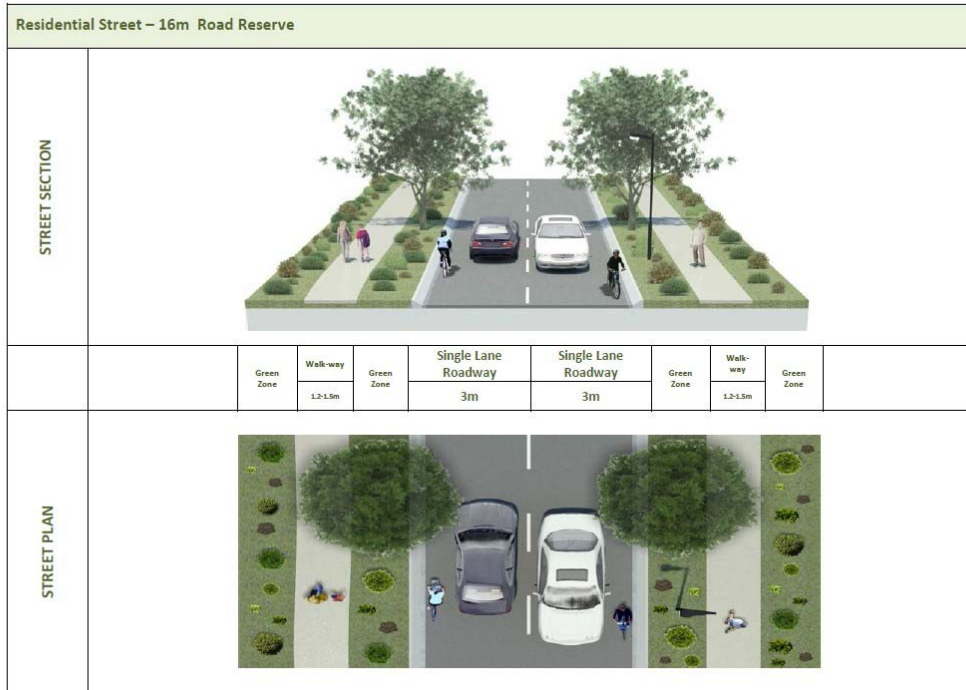 Residential Street – 16m Road Reserve
STREET SECTION
Green
Zone
Walk-way
1.2-1.5m
Green
Zone
Single Lane
Roadway
3m
Single Lane
Roadway
3m
Green
Zone
Walk-
way
1.2-1.5m
Green
Zone
STREET PLAN